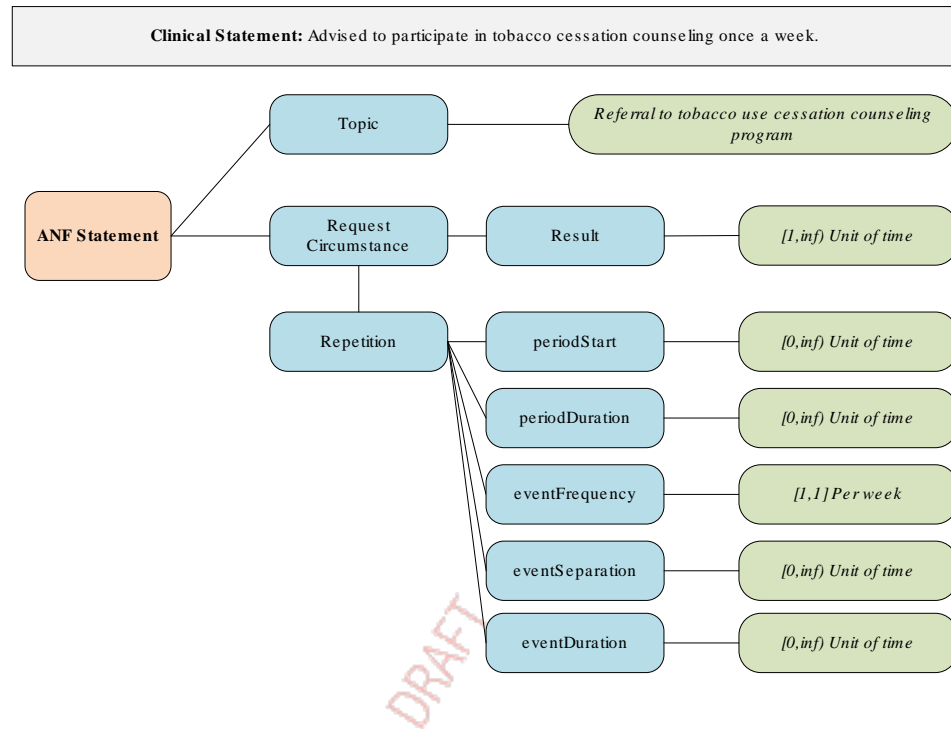 Clinical Statement: Advised to participate in tobacco cessation counseling once a week.
Topic
Referral to tobacco use cessation counseling
program
ANF Statement
Request
Circumstance
Result
[1,inf) Unit of time
Repetition
periodStart
[0,inf) Unit of time
periodDuration
[0,inf) Unit of time
eventFrequency
[1,1] Per week
eventSeparation
[0,inf) Unit of time
eventDuration
[0,inf) Unit of time
DRAFT